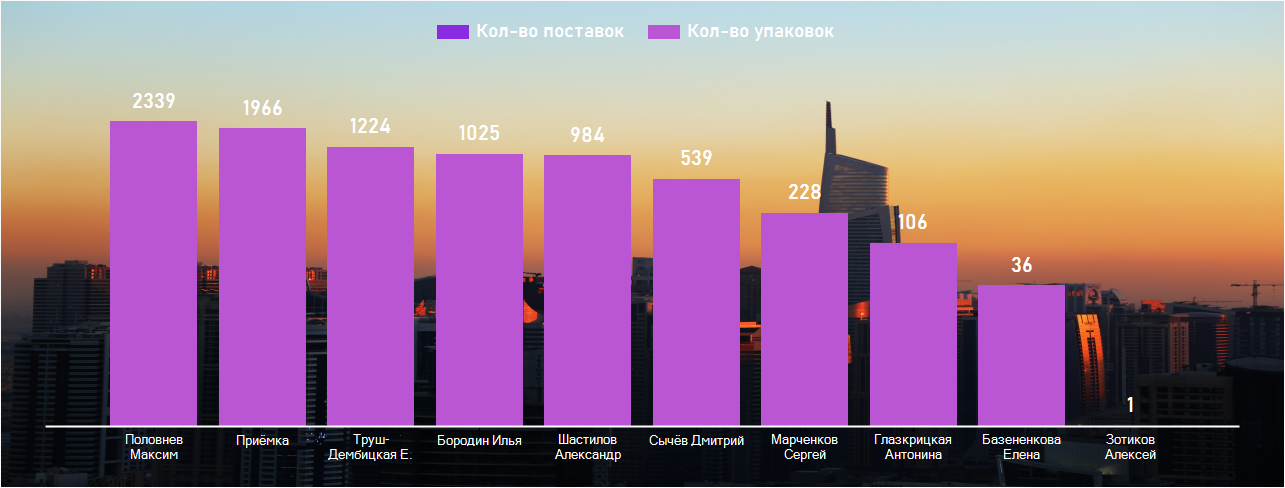 Кол-во поставок Кол-во упаковок
2339
1966
1224
1025
984
539
228
106
36
1
Половнев
Максим
Приёмка
Труш-
Дембицкая Е.
Бородин Илья
Шастилов
Александр
Сычёв Дмитрий
Марченков
Сергей
Глазкрицкая
Антонина
Базененкова
Елена
Зотиков
Алексей